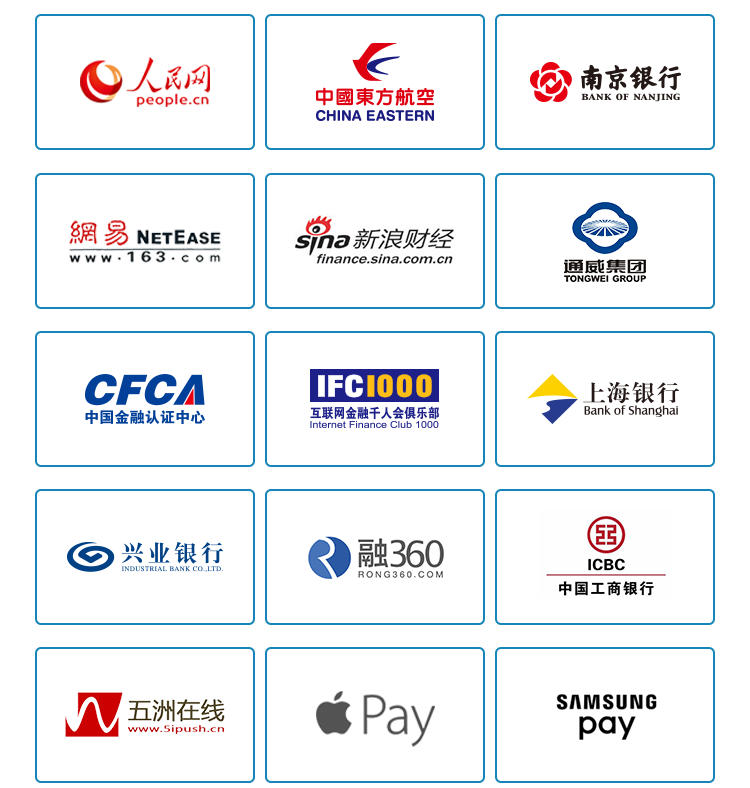 人民网
people.cn
中國東方航空
CHINA EASTERN
南京银行
BANK OF NANJING
網易 NETEASE
www.163.com
sina 新浪财经
finance.sina.com.cn
通威集团
TONGWEI GROUP
CFCA
中国金融认证中心
IFC1000
互联网金融千人会俱乐部
Internet Finance Club 1000
上海银行
Bank of Shanghai
兴业银行
INDUSTRIAL BANK CO.,LTD.
融360
RONG360.COM
ICBC
中国工商银行
五洲在线
www.5ipush.cn
Pay
SAMSUNG
pay